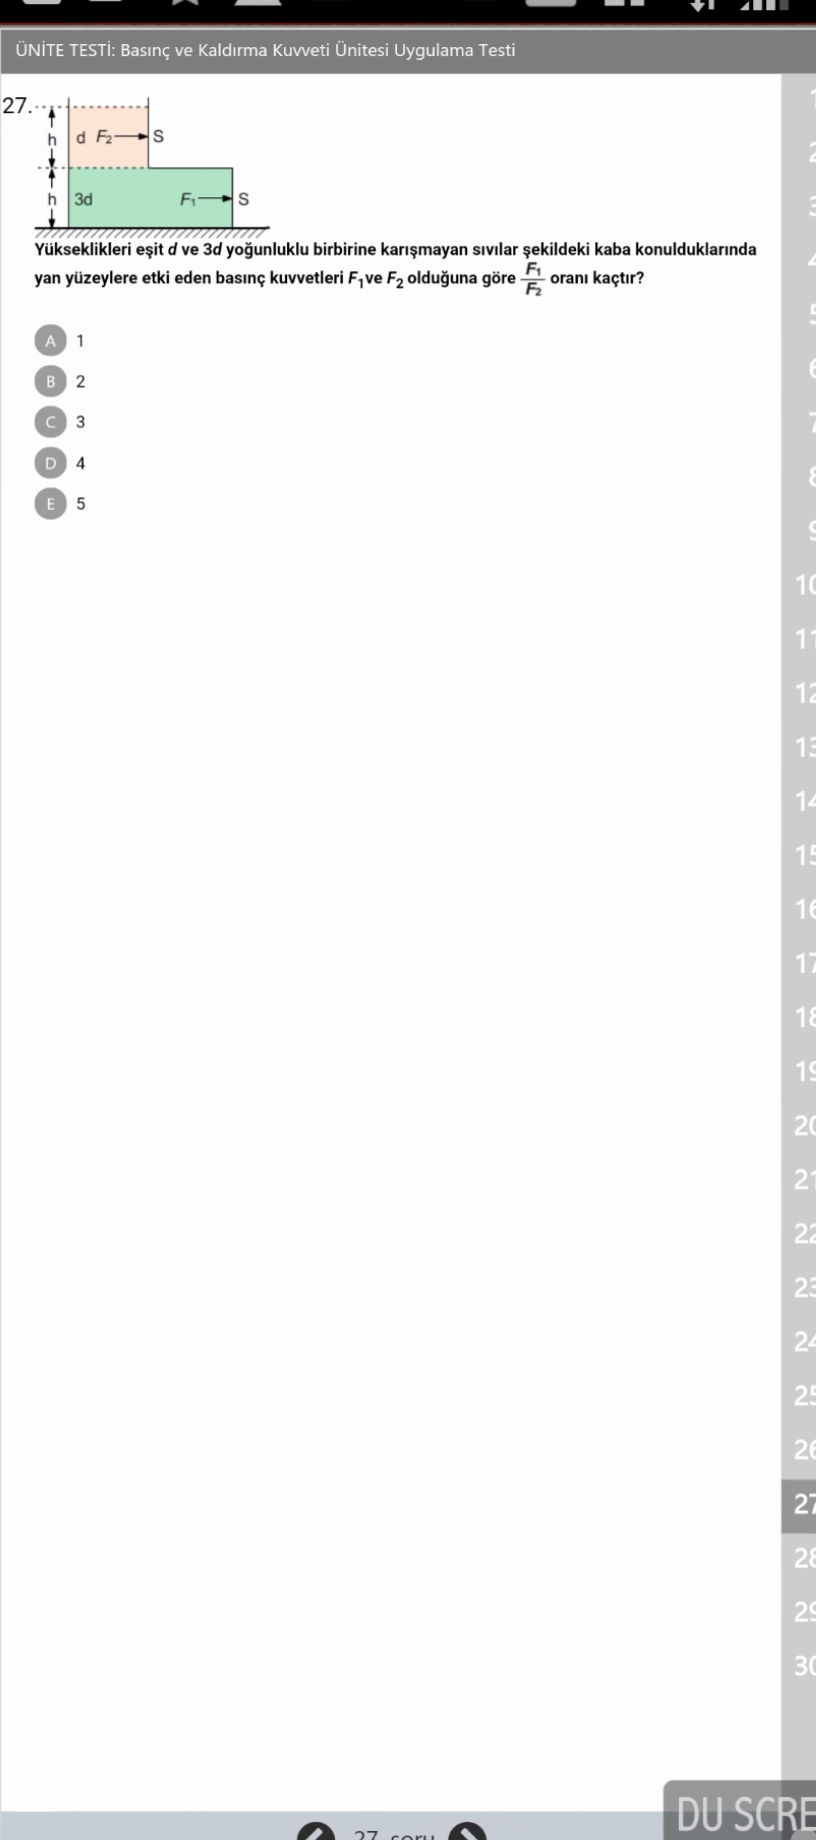 ÜNİTE TESTİ: Basınç ve Kaldırma Kuvveti Ünitesi Uygulama Testi
27.
h d F₂ S
h 3d F₁ S
Yükseklikleri eşit d ve 3d yoğunluklu birbirine karışmayan sıvılar şekildeki kaba konulduklarında
yan yüzeylere etki eden basınç kuvvetleri F₁ve F₂ olduğuna göre F₁/F₂ oranı kaçtır?
A 1
B 2
C 3
D 4
E 5
10
11
12
13
14
15
16
17
18
19
20
21
22
23
24
25
26
27
28
29
30
DU SCRE
27. soru